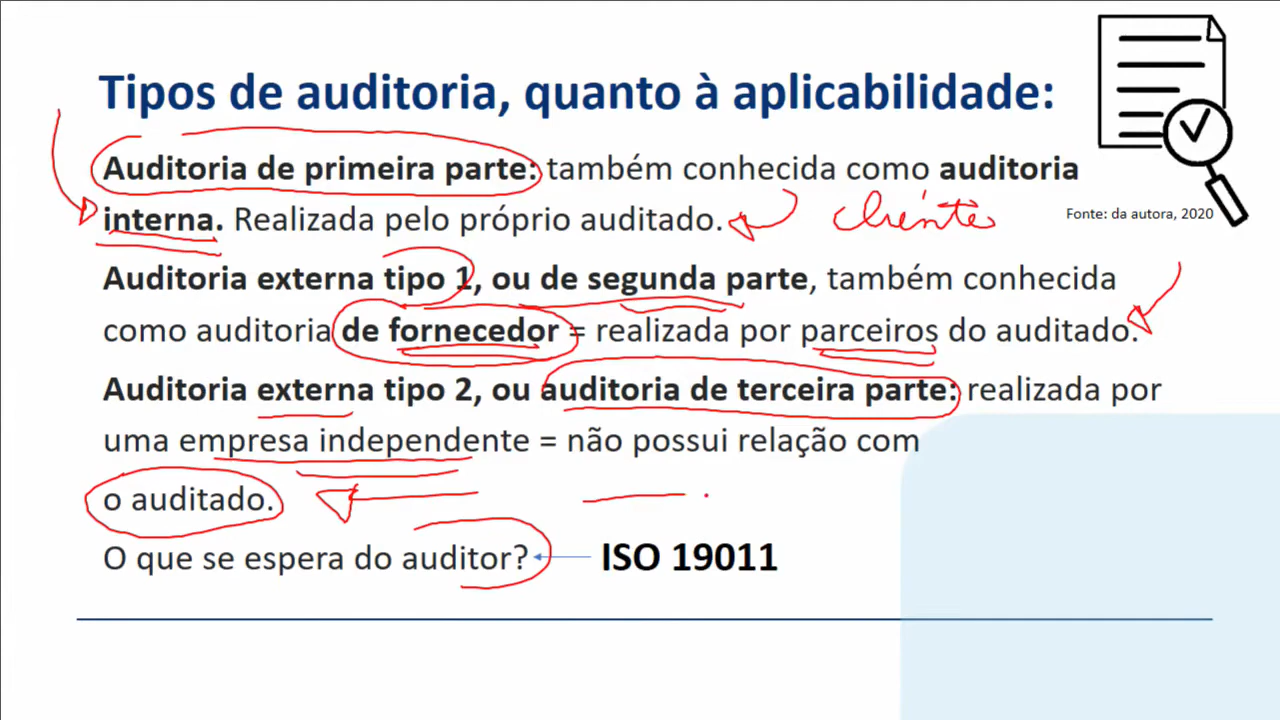 Tipos de auditoria, quanto à aplicabilidade:
Auditoria de primeira parte: também conhecida como auditoria
interna. Realizada pelo próprio auditado.
cliente
Fonte: da autora, 2020
Auditoria externa tipo 1, ou de segunda parte, também conhecida
como auditoria de fornecedor = realizada por parceiros do auditado.
Auditoria externa tipo 2, ou auditoria de terceira parte: realizada por
uma empresa independente = não possui relação com
o auditado.
O que se espera do auditor?
ISO 19011